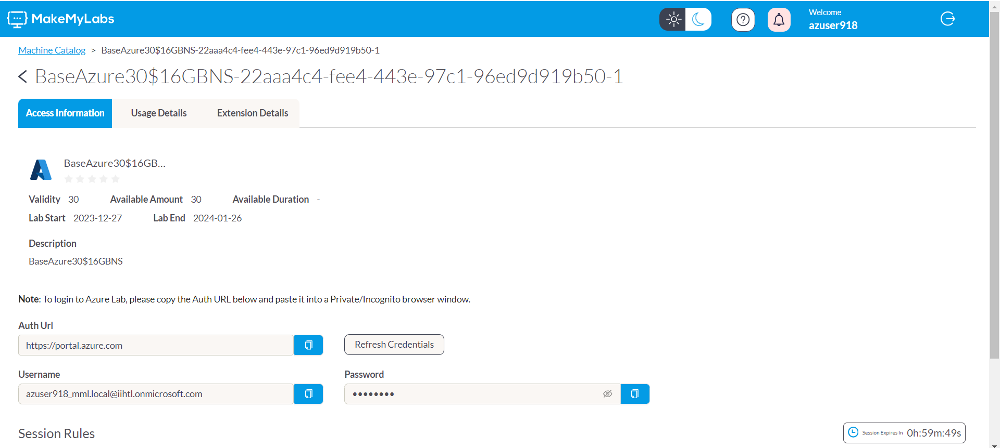 MakeMyLabs
Welcome
azuser918
Machine Catalog > BaseAzure30$16GBNS-22aaa4c4-fee4-443e-97c1-96ed9d919b50-1
< BaseAzure30$16GBNS-22aaa4c4-fee4-443e-97c1-96ed9d919b50-1
Access Information Usage Details Extension Details
BaseAzure30$16GB...
Validity 30 Available Amount 30 Available Duration -
Lab Start 2023-12-27 Lab End 2024-01-26
Description
BaseAzure30$16GBNS
Note: To login to Azure Lab, please copy the Auth URL below and paste it into a Private/Incognito browser window.
Auth Url
https://portal.azure.com Refresh Credentials
Username Password
azuser918_mml.local@iihtl.onmicrosoft.com ••••••••
Session Rules Session Expires In 0h:59m:49s